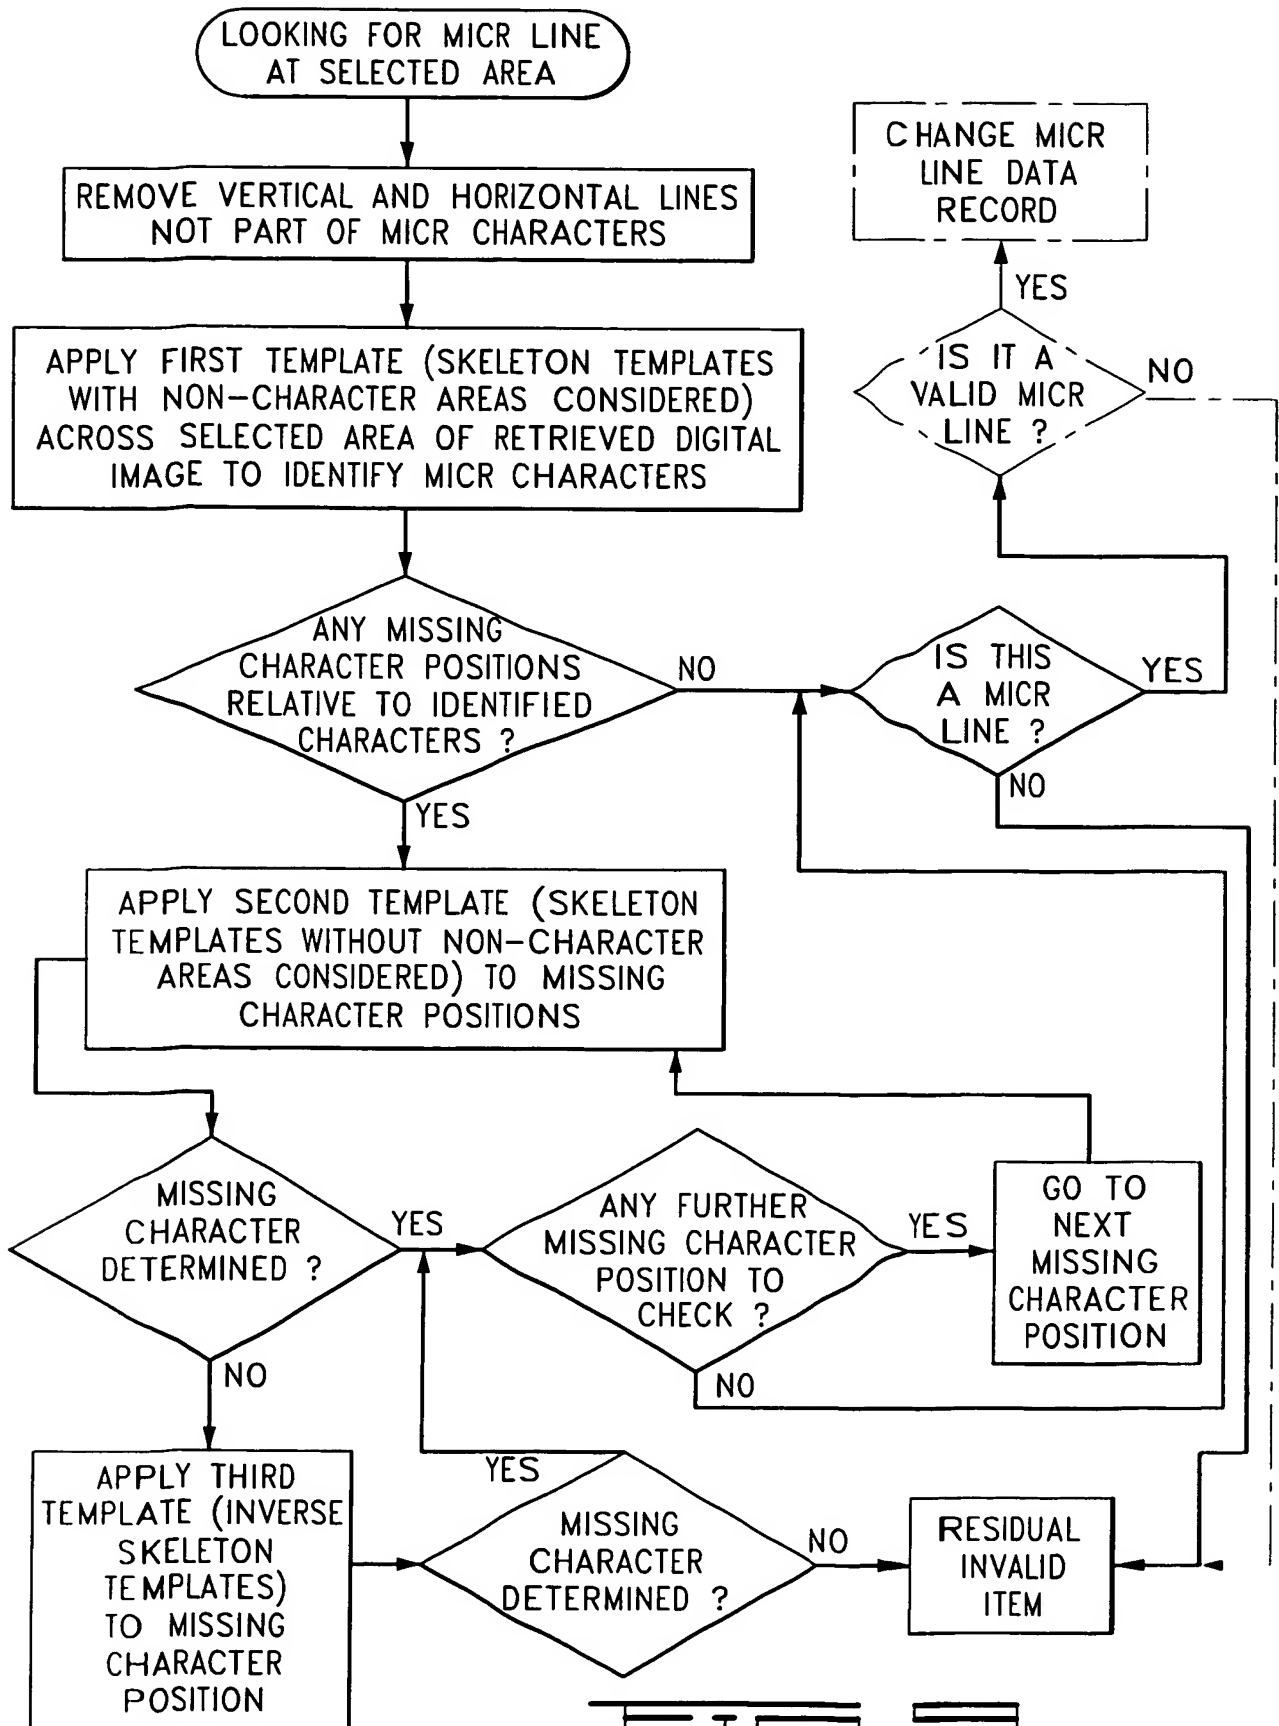 LOOKING FOR MICR LINE
AT SELECTED AREA
REMOVE VERTICAL AND HORIZONTAL LINES
NOT PART OF MICR CHARACTERS
APPLY FIRST TEMPLATE (SKELETON TEMPLATES
WITH NON-CHARACTER AREAS CONSIDERED)
ACROSS SELECTED AREA OF RETRIEVED DIGITAL
IMAGE TO IDENTIFY MICR CHARACTERS
ANY MISSING
CHARACTER POSITIONS
RELATIVE TO IDENTIFIED
CHARACTERS ?
NO
YES
IS THIS
A MICR
LINE ?
YES
NO
IS IT A
VALID MICR
LINE ?
YES
NO
CHANGE MICR
LINE DATA
RECORD
APPLY SECOND TEMPLATE (SKELETON
TEMPLATES WITHOUT NON-CHARACTER
AREAS CONSIDERED) TO MISSING
CHARACTER POSITIONS
MISSING
CHARACTER
DETERMINED ?
YES
NO
ANY FURTHER
MISSING CHARACTER
POSITION TO
CHECK ?
YES
NO
GO TO
NEXT
MISSING
CHARACTER
POSITION
APPLY THIRD
TEMPLATE (INVERSE
SKELETON
TEMPLATES)
TO MISSING
CHARACTER
POSITION
MISSING
CHARACTER
DETERMINED ?
YES
NO
RESIDUAL
INVALID
ITEM